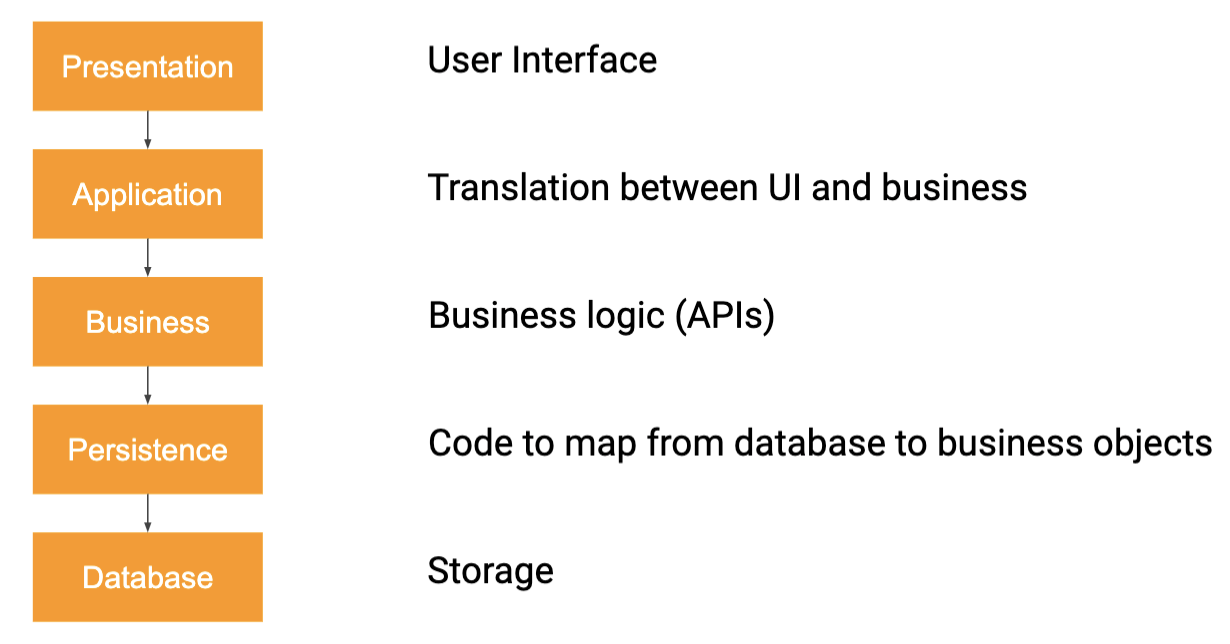 Presentation
User Interface
Application
Translation between UI and business
Business
Business logic (APIs)
Persistence
Code to map from database to business objects
Database
Storage